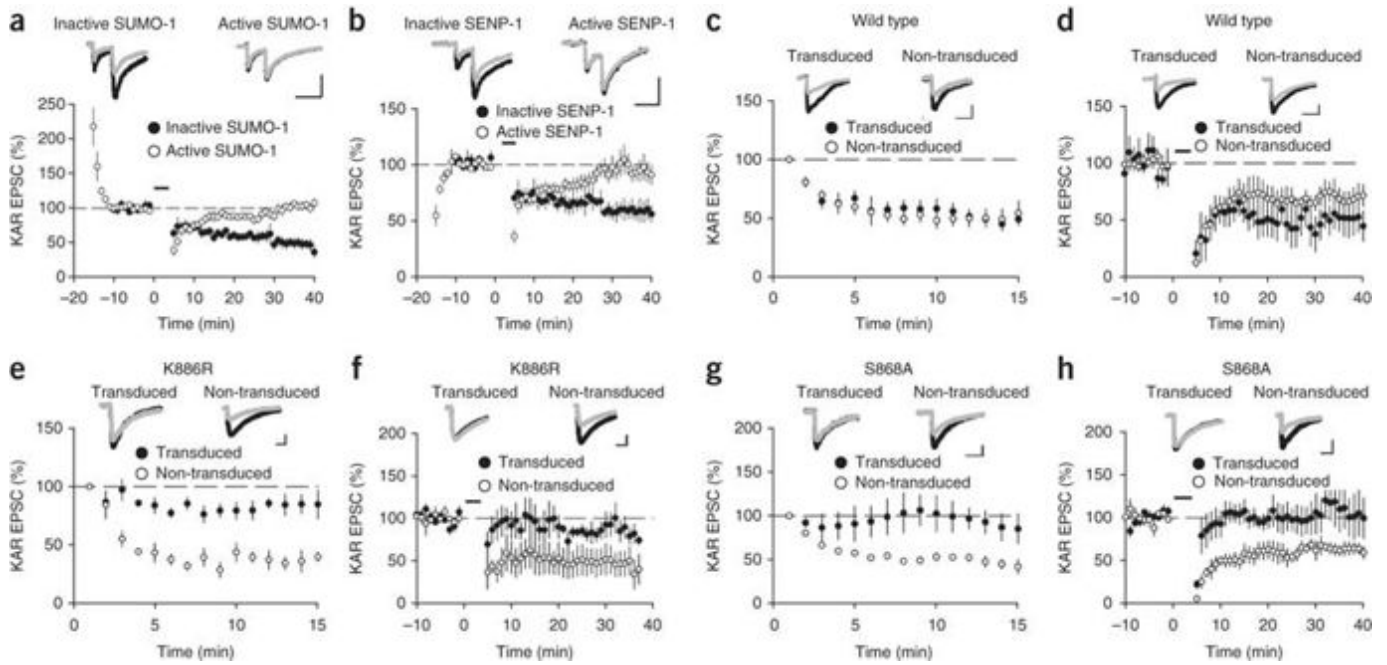 a
Inactive SUMO-1 Active SUMO-1
KAR EPSC (%)
250
200
150
100
50
0
Inactive SUMO-1
Active SUMO-1
–20 –10 0 10 20 30 40
Time (min)
b
Inactive SENP-1 Active SENP-1
KAR EPSC (%)
150
100
50
0
Inactive SENP-1
Active SENP-1
–20 –10 0 10 20 30 40
Time (min)
c
Wild type
Transduced Non-transduced
KAR EPSC (%)
150
100
50
0
Transduced
Non-transduced
0 5 10 15
Time (min)
d
Wild type
Transduced Non-transduced
KAR EPSC (%)
150
100
50
0
Transduced
Non-transduced
–10 0 10 20 30 40
Time (min)
e
K886R
Transduced Non-transduced
KAR EPSC (%)
150
100
50
0
Transduced
Non-transduced
0 5 10 15
Time (min)
f
K886R
Transduced Non-transduced
KAR EPSC (%)
200
150
100
50
0
Transduced
Non-transduced
–10 0 10 20 30 40
Time (min)
g
S868A
Transduced Non-transduced
KAR EPSC (%)
200
150
100
50
0
Transduced
Non-transduced
0 5 10 15
Time (min)
h
S868A
Transduced Non-transduced
KAR EPSC (%)
200
150
100
50
0
Transduced
Non-transduced
–10 0 10 20 30 40
Time (min)